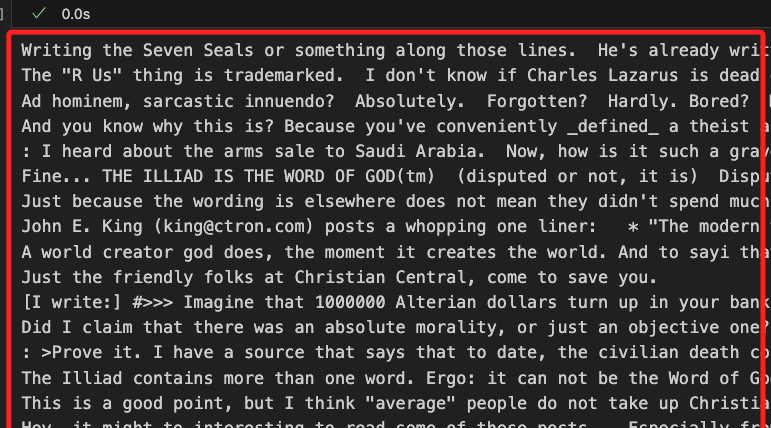 0.0s
Writing the Seven Seals or something along those lines.  He's already
The "R Us" thing is trademarked.  I don't know if Charles Lazarus is dead
Ad hominem, sarcastic innuendo?  Absolutely.  Forgotten?  Hardly. Bored?
And you know why this is? Because you've conveniently _defined_ a theist
: I heard about the arms sale to Saudi Arabia.  Now, how is it such a
Fine... THE ILLIAD IS THE WORD OF GOD(tm)  (disputed or not, it is)
Just because the wording is elsewhere does not mean they didn't spend much
John E. King (king@ctron.com) posts a whopping one liner:   * "The modern
A world creator god does, the moment it creates the world. And to sayi
Just the friendly folks at Christian Central, come to save you.
[I write:] #>>> Imagine that 1000000 Alterian dollars turn up in your bank
Did I claim that there was an absolute morality, or just an objective one?
: >Prove it. I have a source that says that to date, the civilian death
The Illiad contains more than one word. Ergo: it can not be the Word of
This is a good point, but I think "average" people do not take up